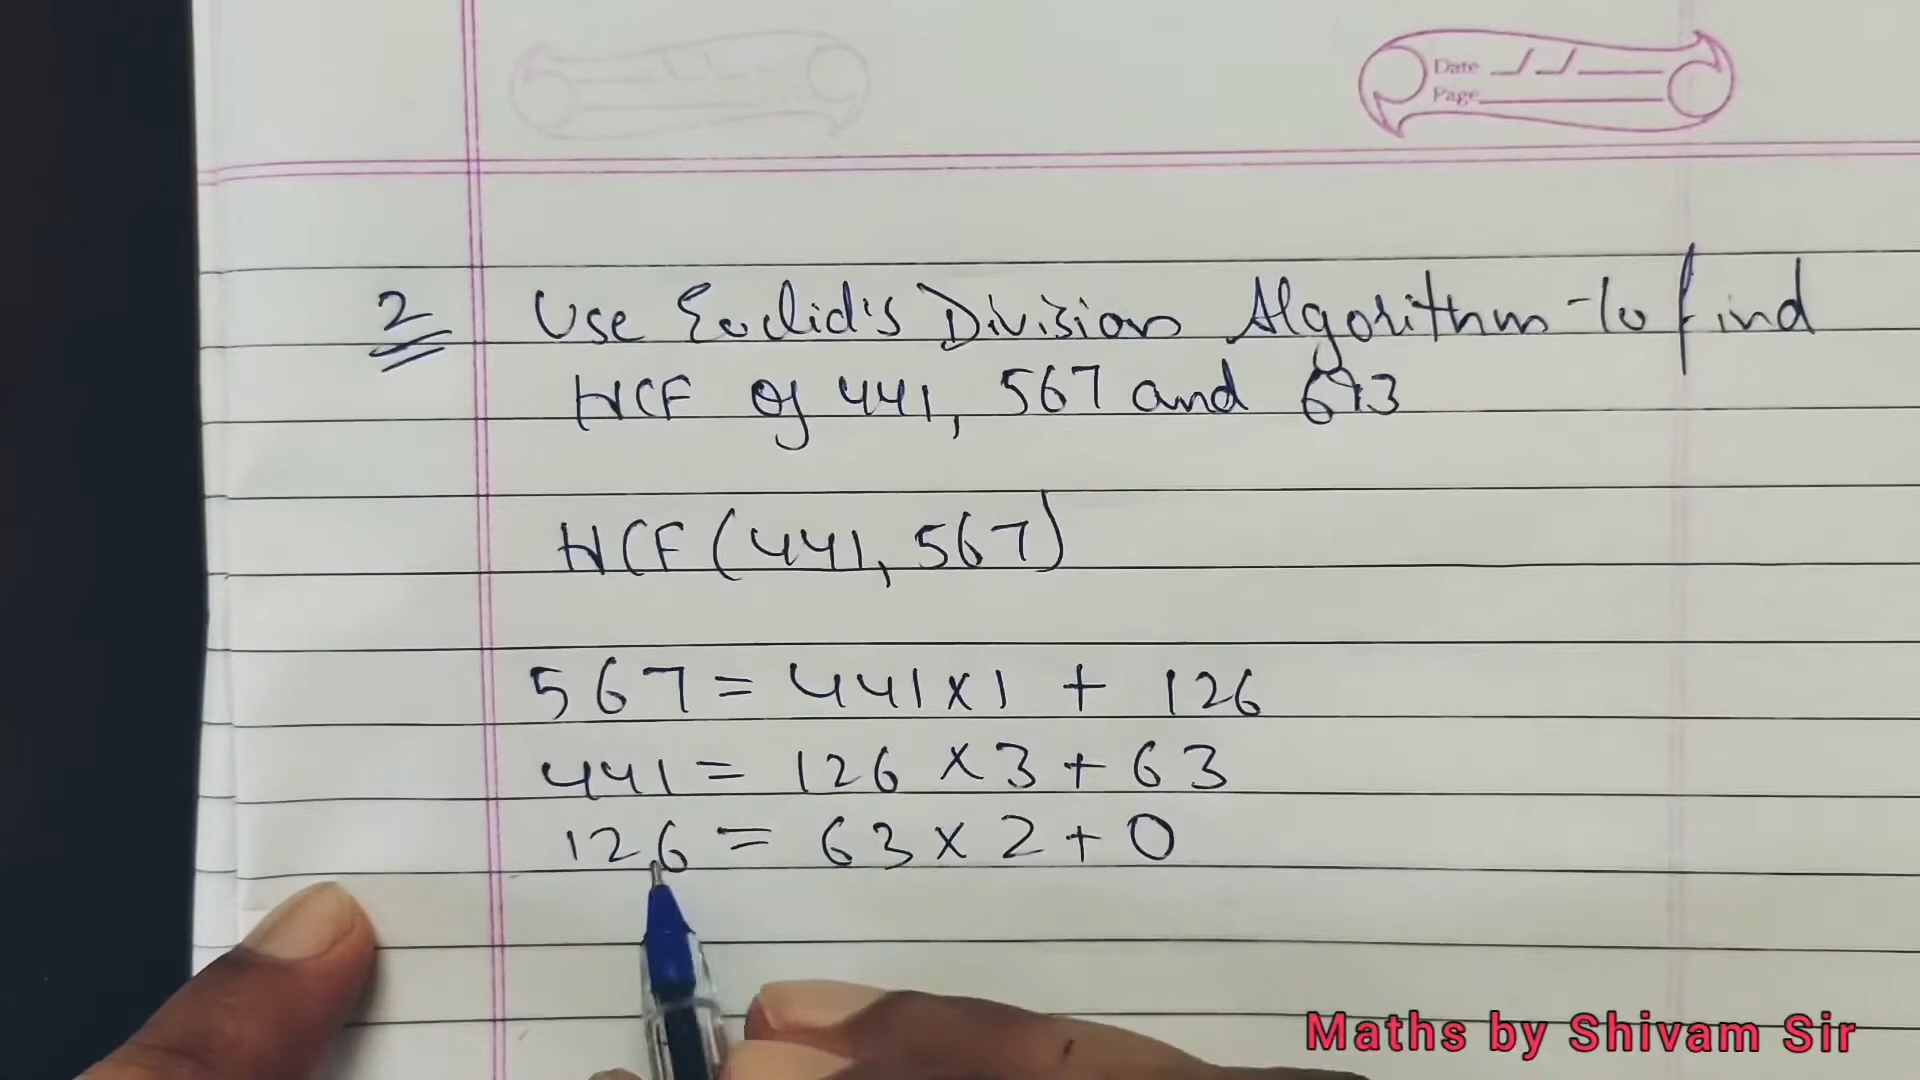 Date
Page
2 Use Euclid's Division Algorithm to find
HCF of 441, 567 and 693
HCF (441, 567)
567 = 441 x 1 + 126
441 = 126 x 3 + 63
126 = 63 x 2 + 0
Maths by Shivam Sir